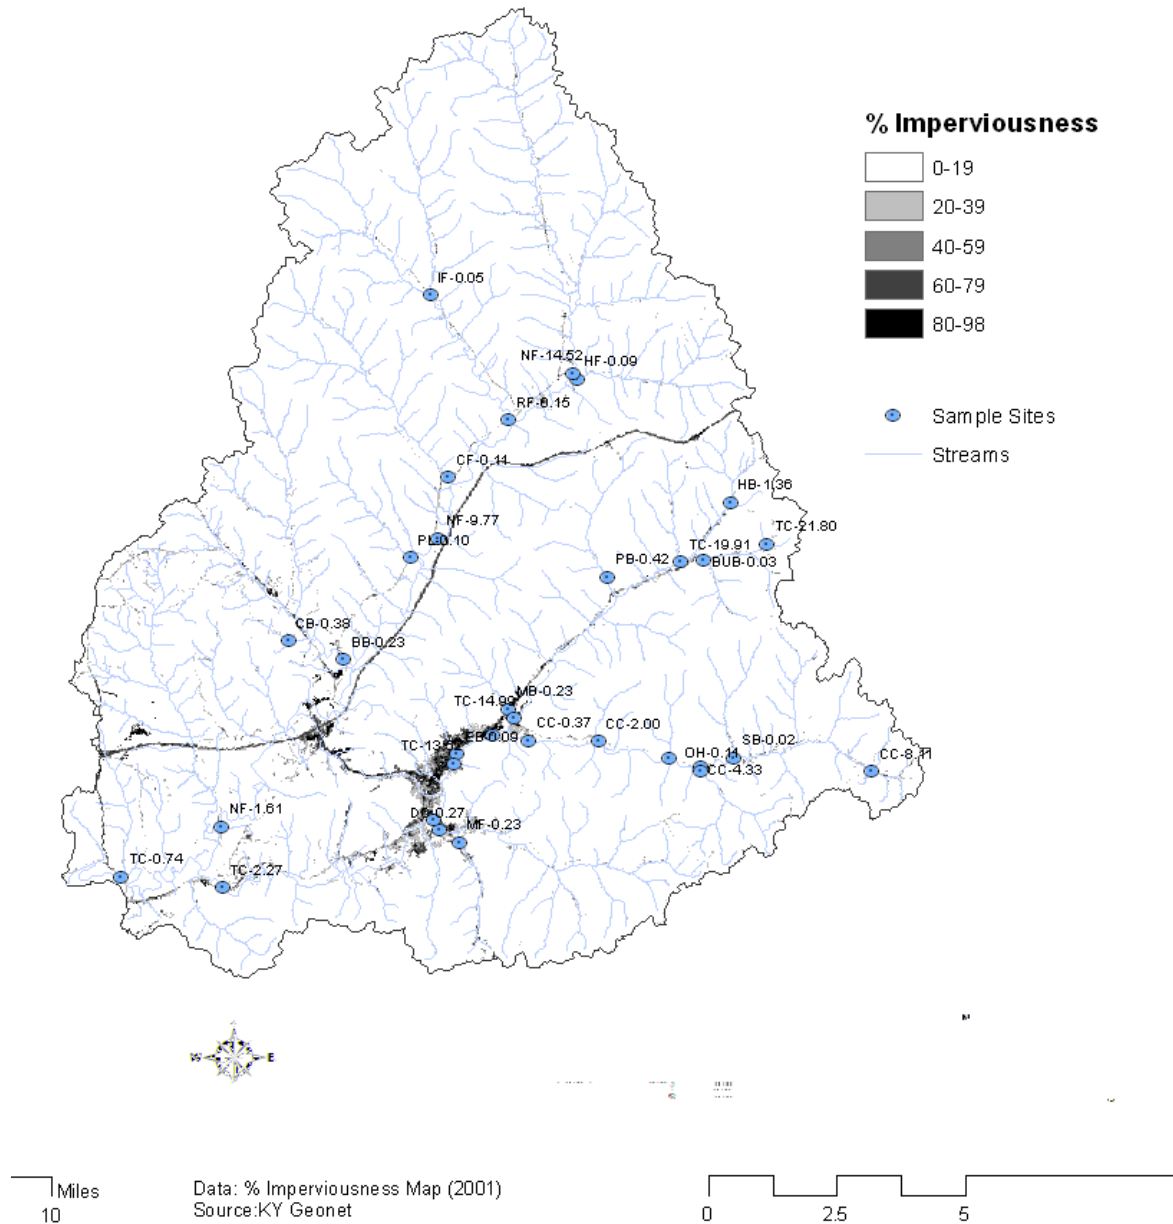 % Imperviousness
0-19
20-39
40-59
60-79
80-98
Sample Sites
Streams
IF-0.05
NF-14.52
HF-0.09
RF-0.15
CF-0.11
HB-1.36
NF-9.77
TC-21.80
PL-0.10
TC-19.91
PB-0.42
BUB-0.03
CB-0.38
BB-0.23
MB-0.23
TC-14.99
CC-0.37
CC-2.00
EB-0.09
SB-0.02
OH-0.11
CC-8.11
CC-4.33
NF-1.61
MF-0.23
TC-0.74
TC-2.27
W
E
Miles
10
Data: % Imperviousness Map (2001)
Source:KY Geonet
0
2.5
5